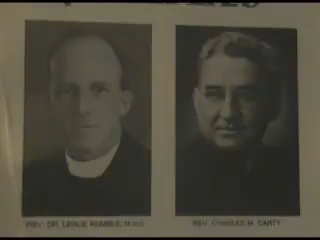 REV. DR. LESLIE RUMBLE, M.S.C.
REV. CHARLES M. CARTY